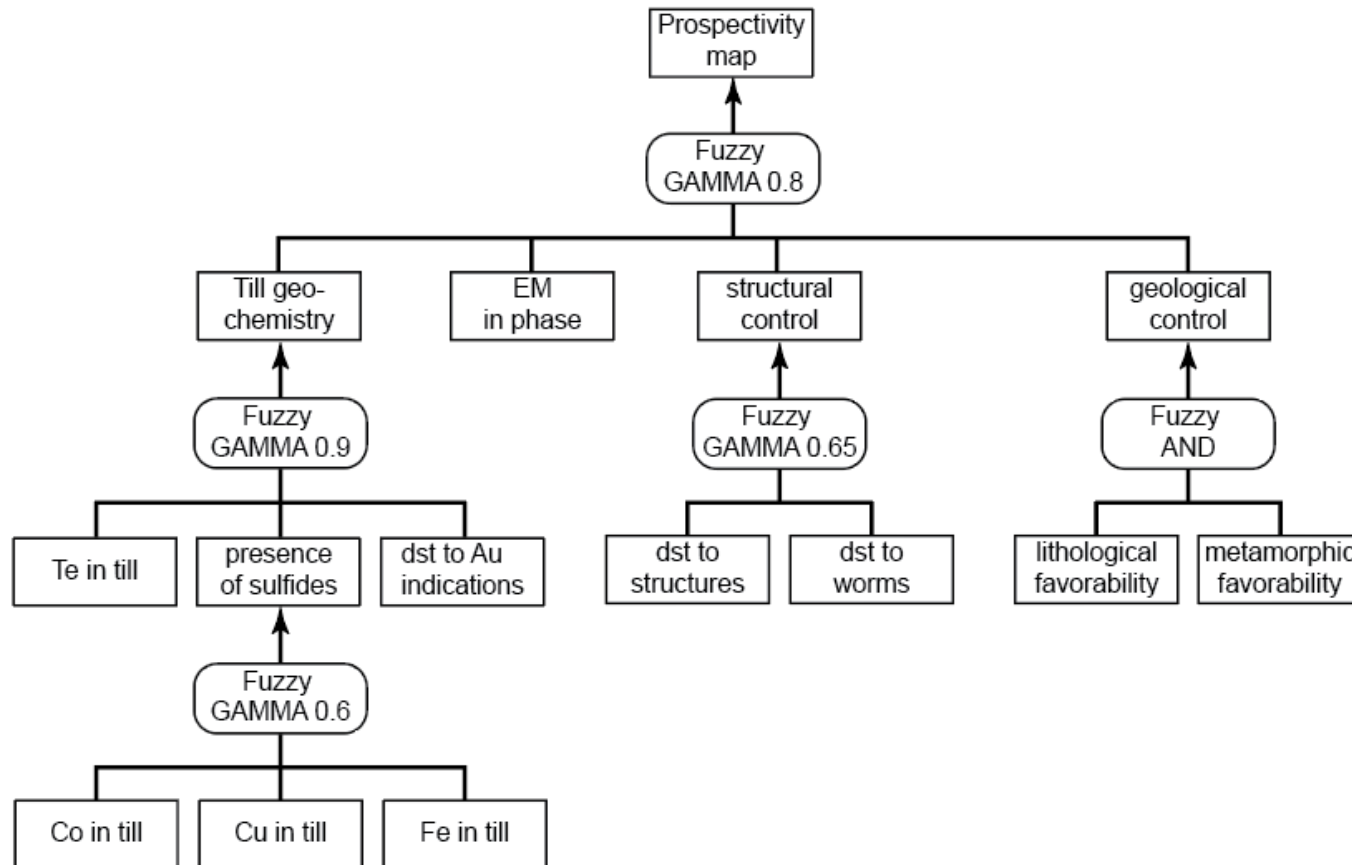 Prospectivity
map
Fuzzy
GAMMA 0.8
Till geo-
chemistry
EM
in phase
structural
control
geological
control
Fuzzy
GAMMA 0.9
Fuzzy
GAMMA 0.65
Fuzzy
AND
Te in till
presence
of sulfides
dst to Au
indications
dst to
structures
dst to
worms
lithological
favorability
metamorphic
favorability
Fuzzy
GAMMA 0.6
Co in till
Cu in till
Fe in till